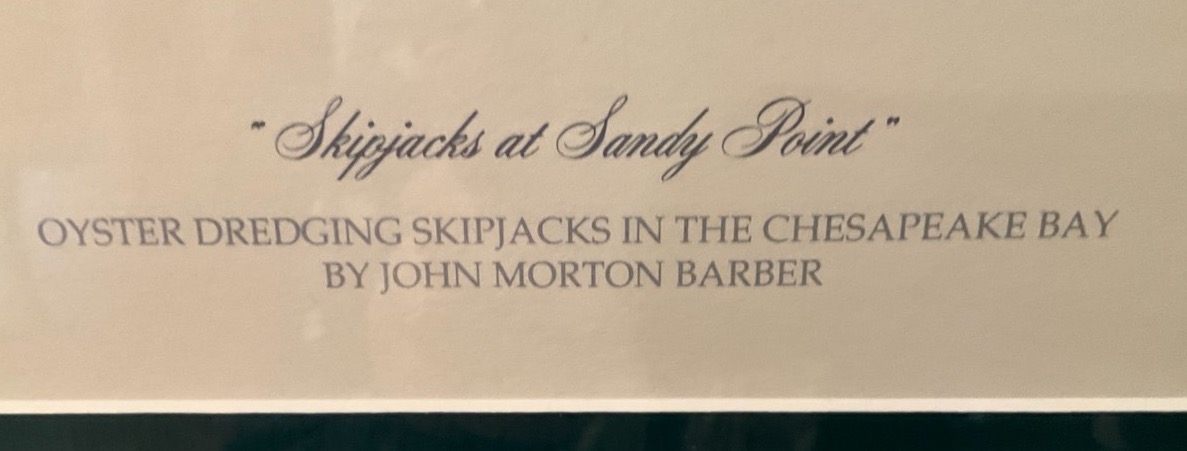 "Skipjacks at Sandy Point"
OYSTER DREDGING SKIPJACKS IN THE CHESAPEAKE BAY
BY JOHN MORTON BARBER